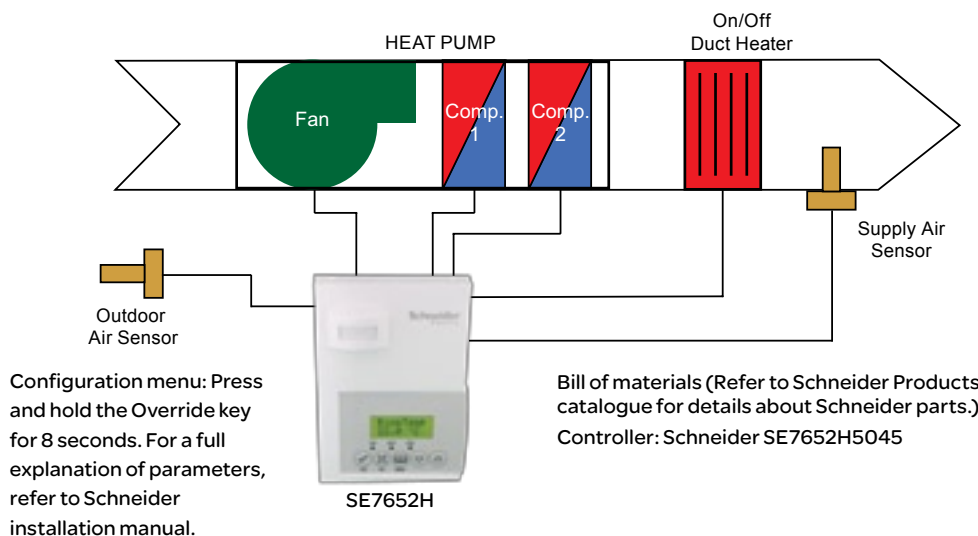 On/Off
Duct Heater
HEAT PUMP
Fan
Comp.
1
Comp.
2
Supply Air
Sensor
Outdoor
Air Sensor
Schneider
Configuration menu: Press
and hold the Override key
for 8 seconds. For a full
explanation of parameters,
refer to Schneider
installation manual.
SE7652H
Bill of materials (Refer to Schneider Products
catalogue for details about Schneider parts.)
Controller: Schneider SE7652H5045